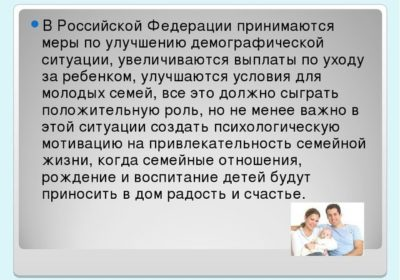 В Российской Федерации принимаются
меры по улучшению демографической
ситуации, увеличиваются выплаты по уходу
за ребенком, улучшаются условия для
молодых семей, все это должно сыграть
положительную роль, но не менее важно в
этой ситуации создать психологическую
мотивацию на привлекательность семейной
жизни, когда семейные отношения,
рождение и воспитание детей будут
приносить в дом радость и счастье.